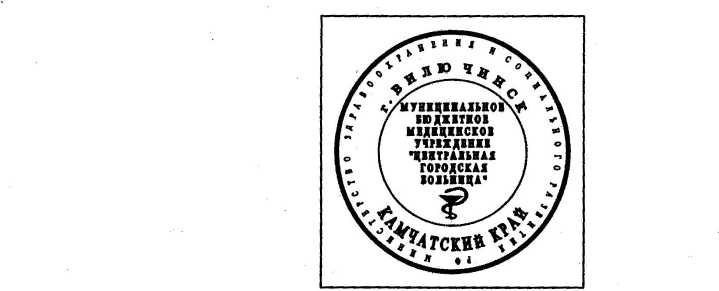 МИНИСТЕРСТВО ЗДРАВООХРАНЕНИЯ И СОЦИАЛЬНОГО РАЗВИТИЯ РФ
г. ВИЛЮЧИНСК
МУНИЦИПАЛЬНОЕ
БЮДЖЕТНОЕ
МЕДИЦИНСКОЕ
УЧРЕЖДЕНИЕ
"ЦЕНТРАЛЬНАЯ
ГОРОДСКАЯ
БОЛЬНИЦА"
КАМЧАТСКИЙ КРАЙ